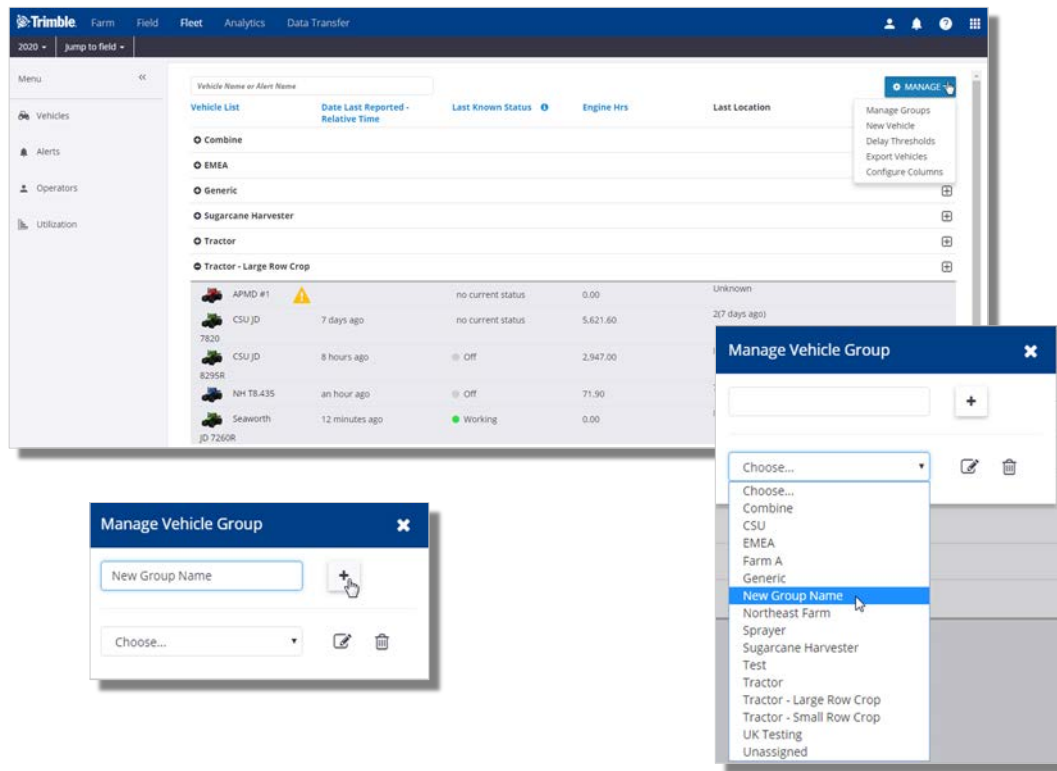 Trimble. Farm Field Fleet Analytics Data Transfer
2020 Jump to field
Menu
Vehicles
Alerts
Operators
Utilization
Vehicle Name or Alert Name
MANAGE
Vehicle List Date Last Reported - Relative Time Last Known Status Engine Hrs Last Location
Manage Groups
New Vehicle
Delay Thresholds
Export Vehicles
Configure Columns
Combine
EMEA
Generic
Sugarcane Harvester
Tractor
Tractor - Large Row Crop
APMD #1 no current status 0.00 Unknown
CSU JD 7820 7 days ago no current status 5,621.60 2(7 days ago)
CSU JD 8295R 8 hours ago Off 2,947.00
NH T8.435 an hour ago Off 71.90
Seaworth JD 7260R 12 minutes ago Working 0.00
Manage Vehicle Group
New Group Name
Choose...
Manage Vehicle Group
Choose...
Choose...
Combine
CSU
EMEA
Farm A
Generic
New Group Name
Northeast Farm
Sprayer
Sugarcane Harvester
Test
Tractor
Tractor - Large Row Crop
Tractor - Small Row Crop
UK Testing
Unassigned